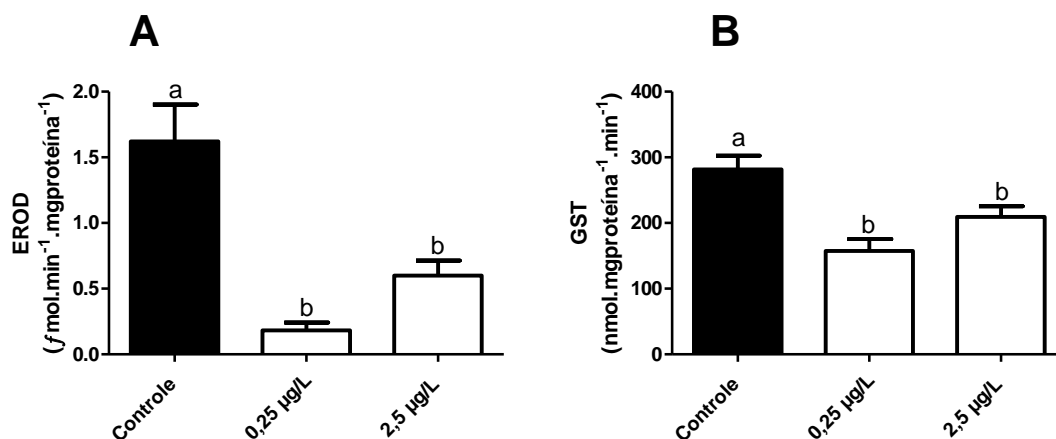 A
EROD
(ƒmol.min⁻¹.mgproteína⁻¹)
2.0
1.5
1.0
0.5
0.0
a
b
b
Controle
0,25 µg/L
2,5 µg/L
B
GST
(nmol.mgproteína⁻¹.min⁻¹)
400
300
200
100
0
a
b
b
Controle
0,25 µg/L
2,5 µg/L